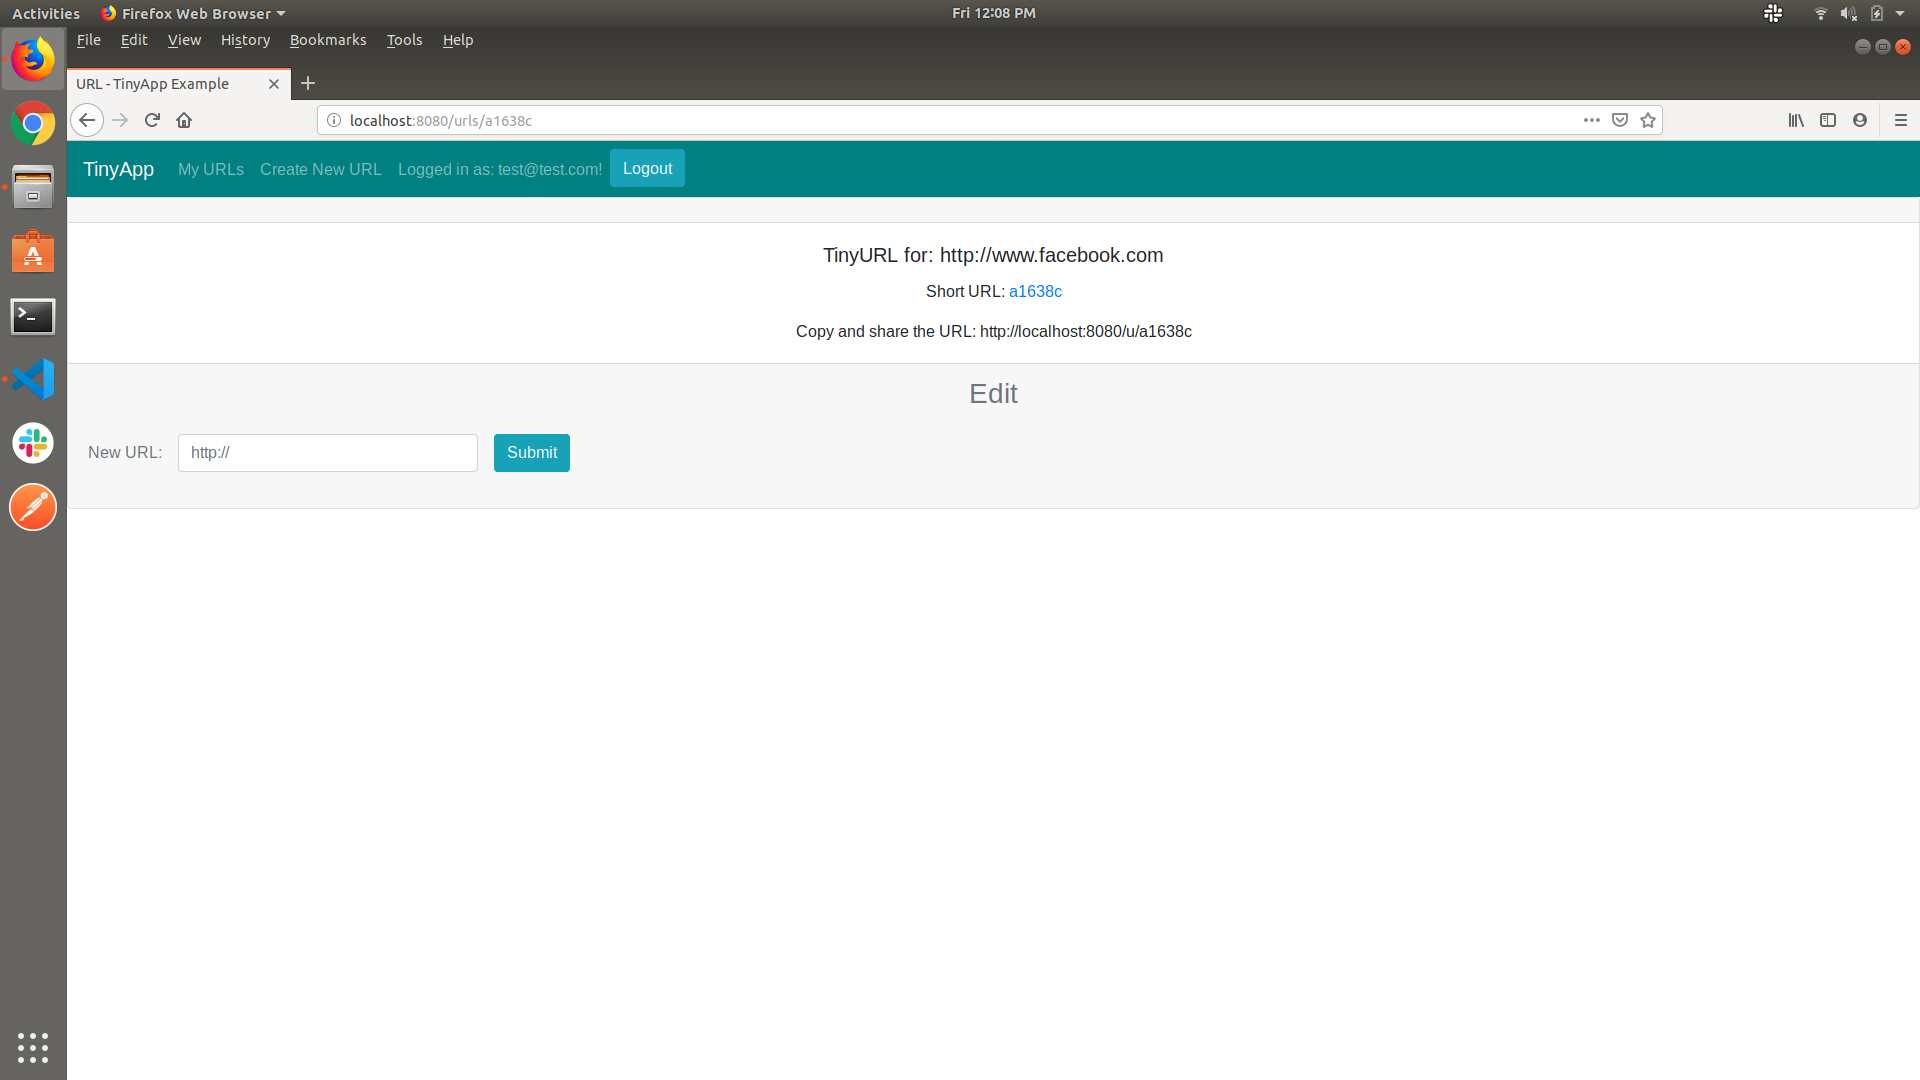 Activities Firefox Web Browser Fri 12:08 PM
File Edit View History Bookmarks Tools Help
URL - TinyApp Example
localhost:8080/urls/a1638c
TinyApp My URLs Create New URL Logged in as: test@test.com! Logout
TinyURL for: http://www.facebook.com
Short URL: a1638c
Copy and share the URL: http://localhost:8080/u/a1638c
Edit
New URL: http:// Submit